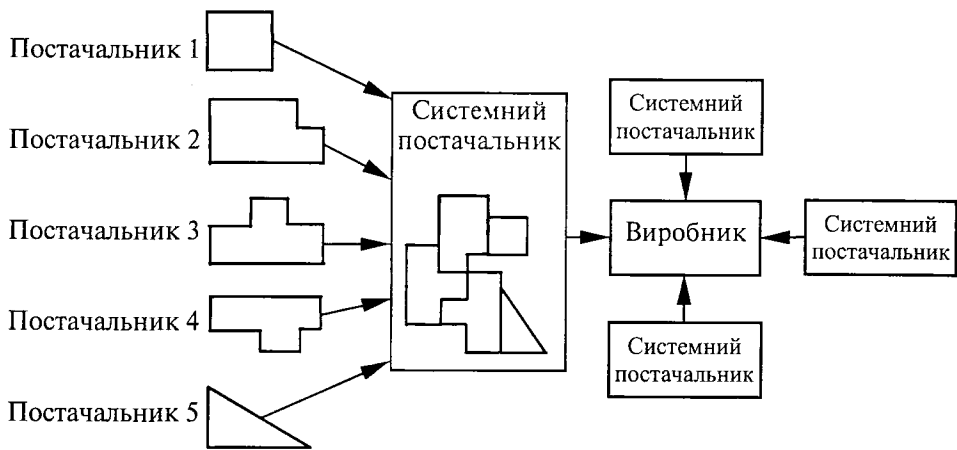 Постачальник 1
Постачальник 2
Постачальник 3
Постачальник 4
Постачальник 5
Системний
постачальник
Системний
постачальник
Виробник
Системний
постачальник
Системний
постачальник